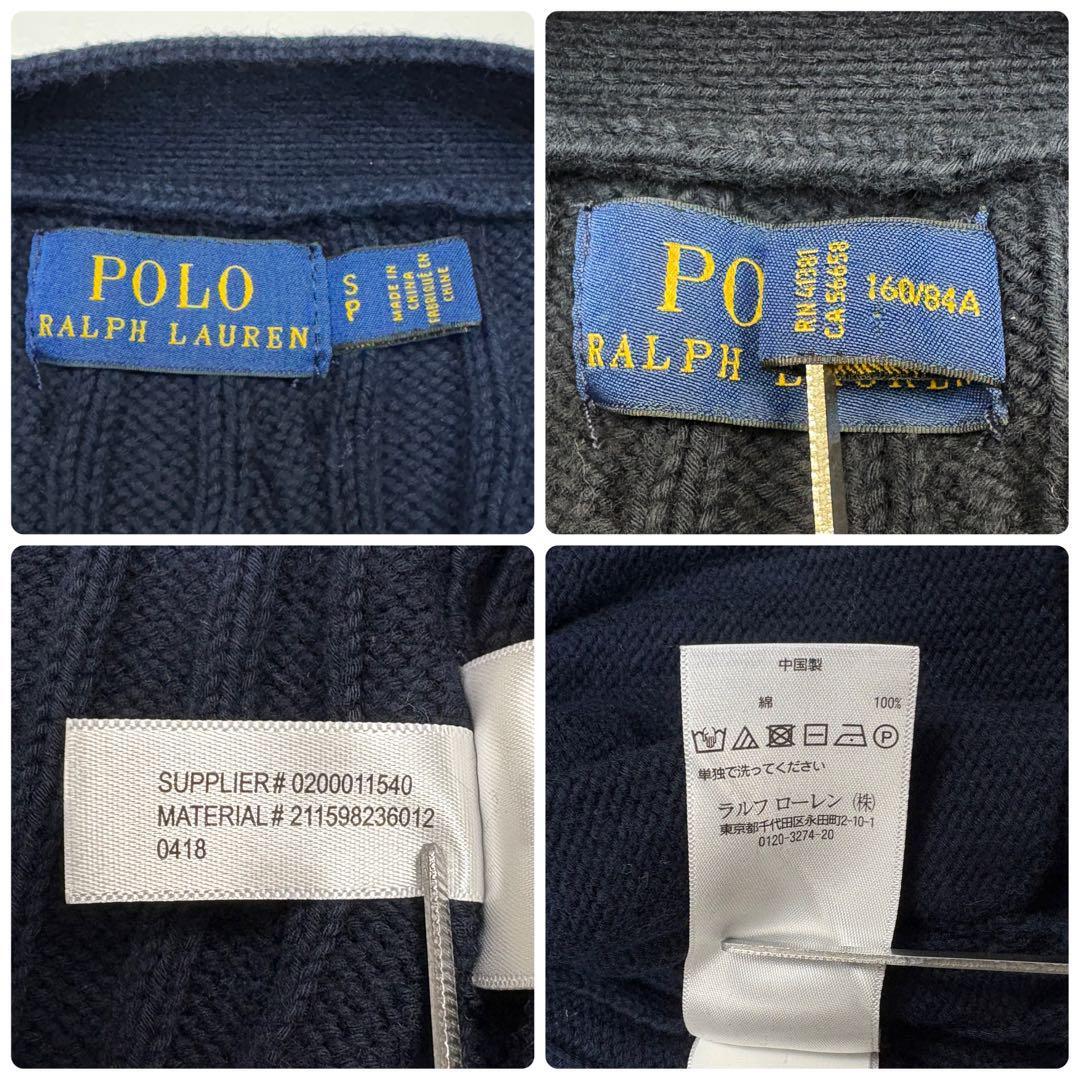 POLO
RALPH LAUREN
S
P
MADE IN
CHINA
FABRIQUÉ EN
CHINE
PO
RALPH
RN 41381
CA 56658
160/84A
SUPPLIER# 0200011540
MATERIAL# 211598236012
0418
中国製
綿 100%
単独で洗ってください
ラルフ ローレン (株)
東京都千代田区永田町2-10-1
0120-3274-20